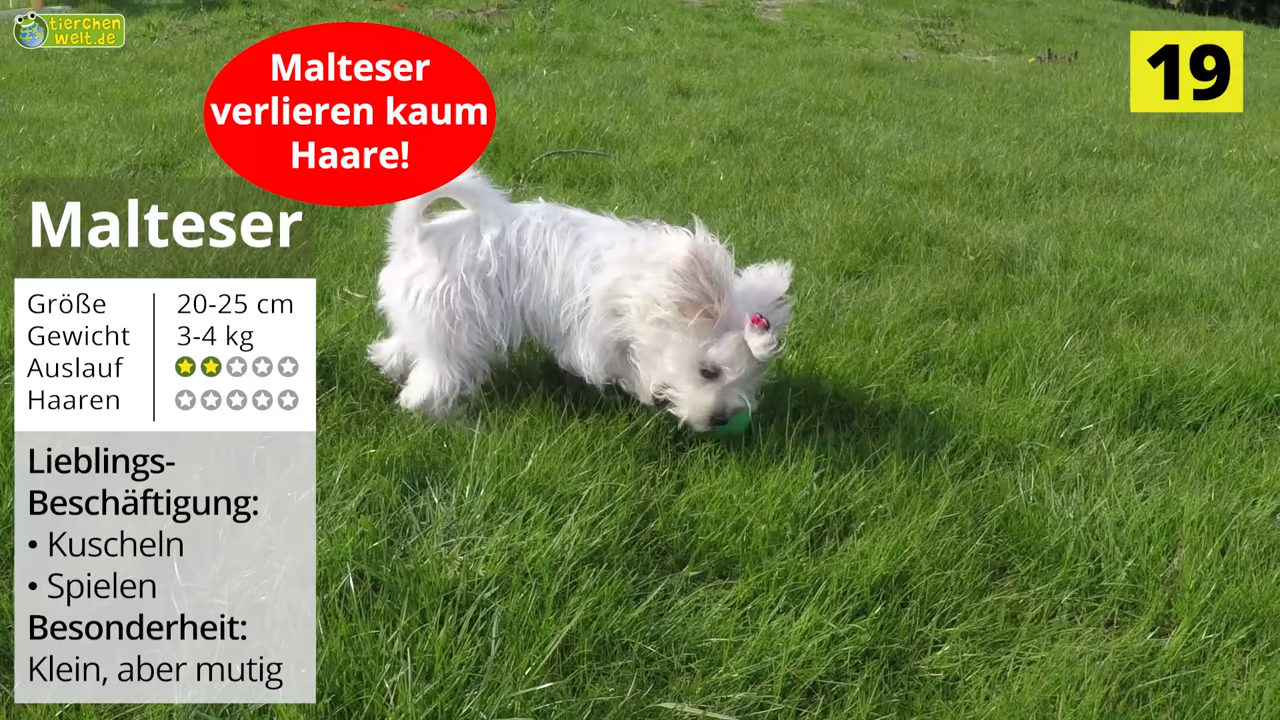 tierchen
welt.de
Malteser
verlieren kaum
Haare!
19
Malteser
Größe 20-25 cm
Gewicht 3-4 kg
Auslauf
Haaren
Lieblings-
Beschäftigung:
• Kuscheln
• Spielen
Besonderheit:
Klein, aber mutig